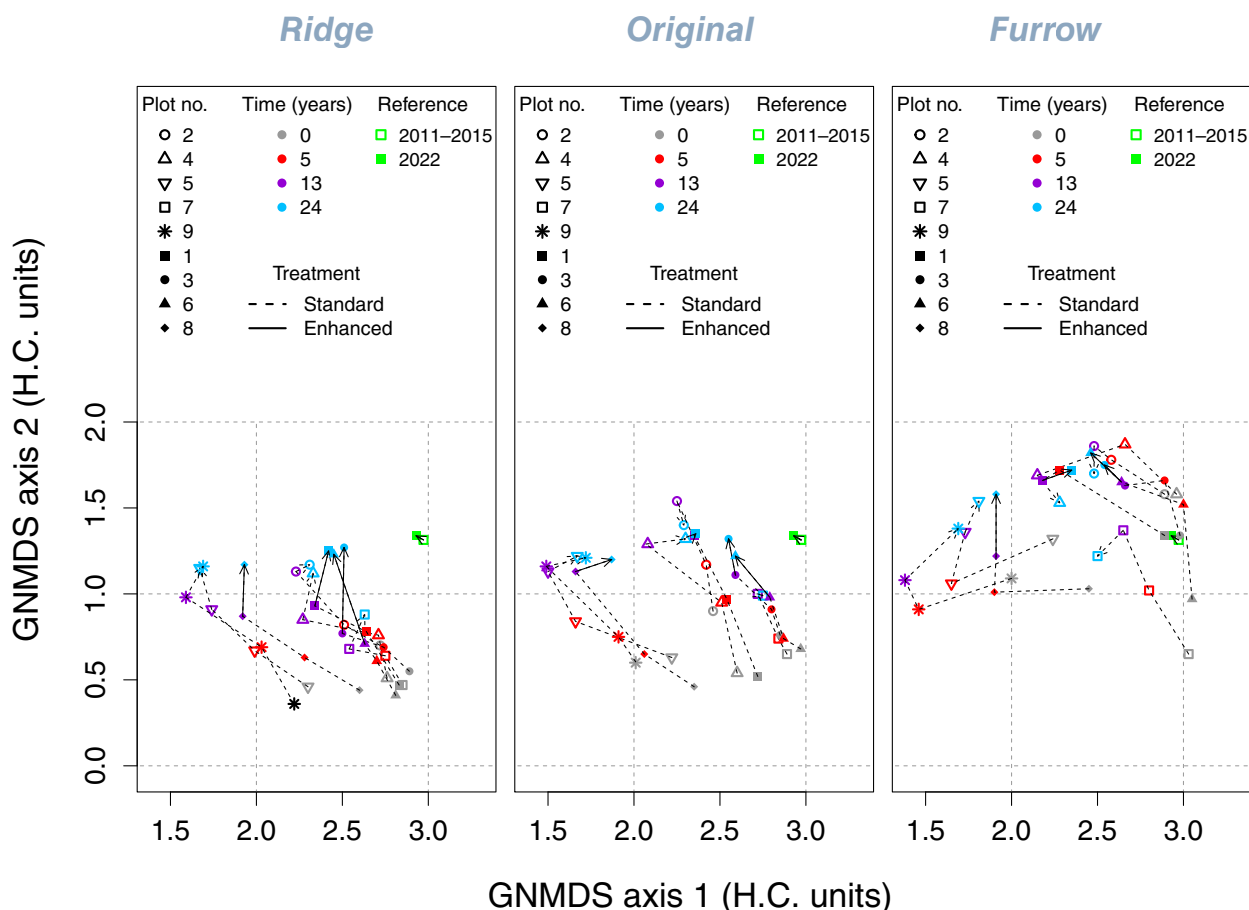 Ridge Original Furrow
Plot no. Time (years) Reference Plot no. Time (years) Reference Plot no. Time (years) Reference
2 0 2011–2015 2 0 2011–2015 2 0 2011–2015
4 5 2022 4 5 2022 4 5 2022
5 13 5 13 5 13
7 24 7 24 7 24
9 9 9
1 Treatment 1 Treatment 1 Treatment
3 Standard 3 Standard 3 Standard
6 Enhanced 6 Enhanced 6 Enhanced
8 8 8
GNMDS axis 2 (H.C. units)
2.0
1.5
1.0
0.5
0.0
1.5 2.0 2.5 3.0 1.5 2.0 2.5 3.0 1.5 2.0 2.5 3.0
GNMDS axis 1 (H.C. units)